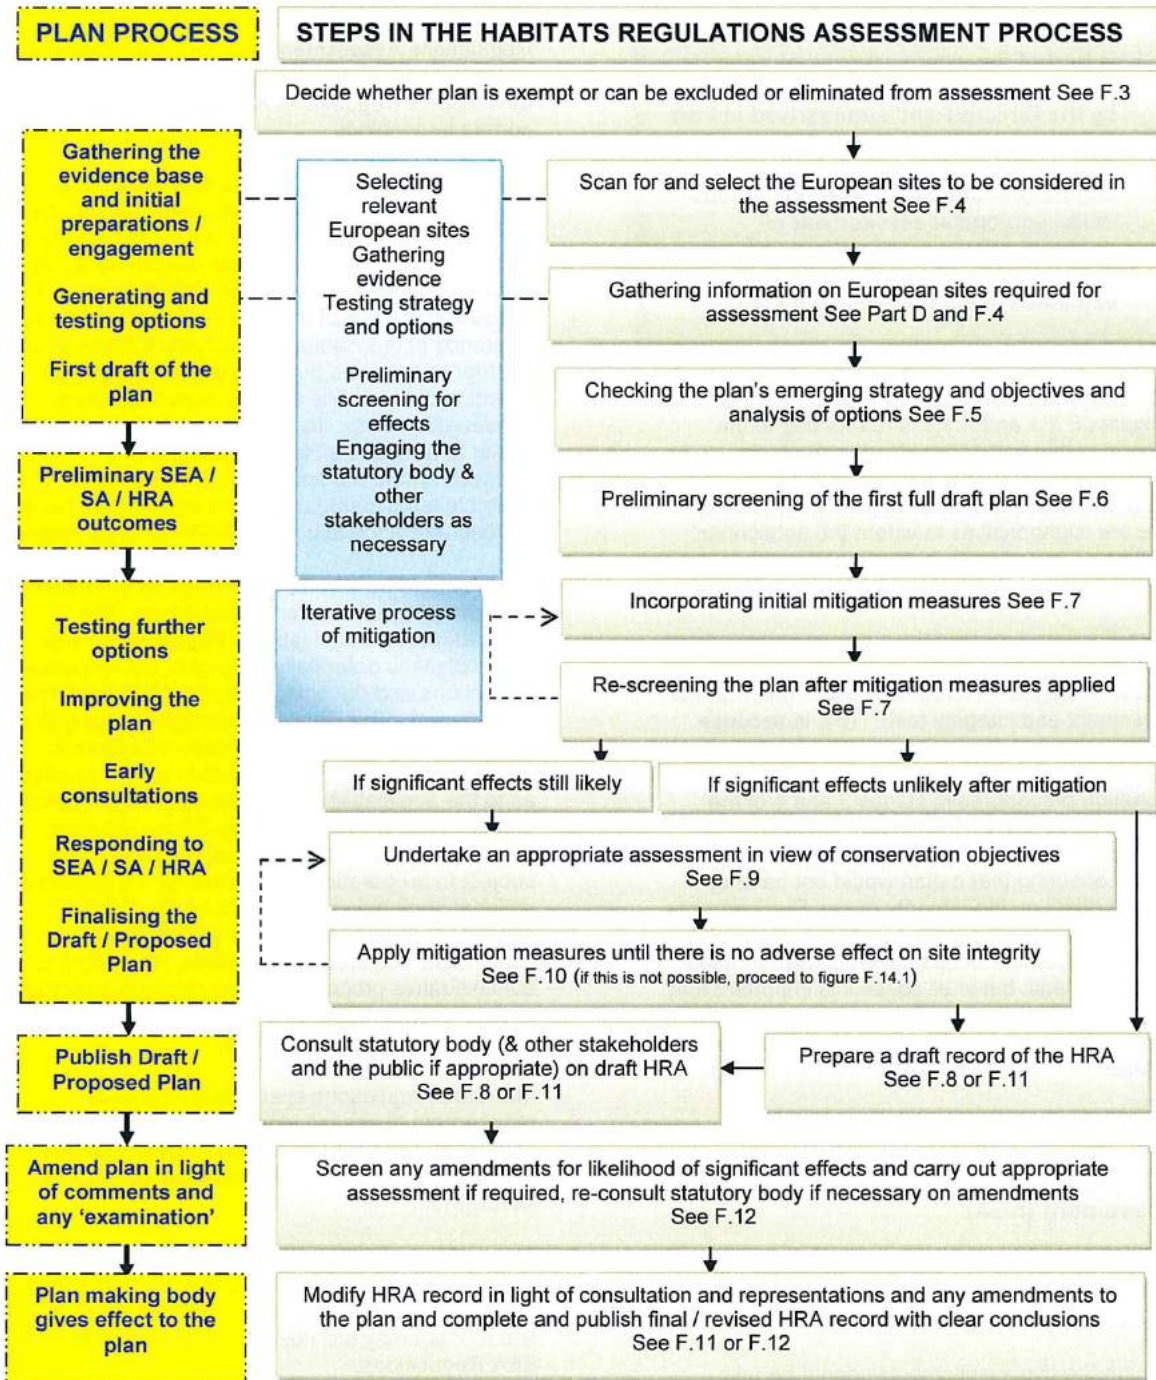 PLAN PROCESS
STEPS IN THE HABITATS REGULATIONS ASSESSMENT PROCESS
Decide whether plan is exempt or can be excluded or eliminated from assessment See F.3
Gathering the
evidence base
and initial
preparations /
engagement
Generating and
testing options
First draft of the
plan
Selecting
relevant
European sites
Gathering
evidence
Testing strategy
and options
Preliminary
screening for
effects
Engaging the
statutory body &
other
stakeholders as
necessary
Scan for and select the European sites to be considered in
the assessment See F.4
Gathering information on European sites required for
assessment See Part D and F.4
Checking the plan's emerging strategy and objectives and
analysis of options See F.5
Preliminary SEA /
SA / HRA
outcomes
Preliminary screening of the first full draft plan See F.6
Testing further
options
Improving the
plan
Early
consultations
Responding to
SEA / SA / HRA
Finalising the
Draft / Proposed
Plan
Iterative process
of mitigation
Incorporating initial mitigation measures See F.7
Re-screening the plan after mitigation measures applied
See F.7
If significant effects still likely
If significant effects unlikely after mitigation
Undertake an appropriate assessment in view of conservation objectives
See F.9
Apply mitigation measures until there is no adverse effect on site integrity
See F.10 (if this is not possible, proceed to figure F.14.1)
Publish Draft /
Proposed Plan
Consult statutory body (& other stakeholders
and the public if appropriate) on draft HRA
See F.8 or F.11
Prepare a draft record of the HRA
See F.8 or F.11
Amend plan in light
of comments and
any 'examination'
Screen any amendments for likelihood of significant effects and carry out appropriate
assessment if required, re-consult statutory body if necessary on amendments
See F.12
Plan making body
gives effect to the
plan
Modify HRA record in light of consultation and representations and any amendments to
the plan and complete and publish final / revised HRA record with clear conclusions
See F.11 or F.12